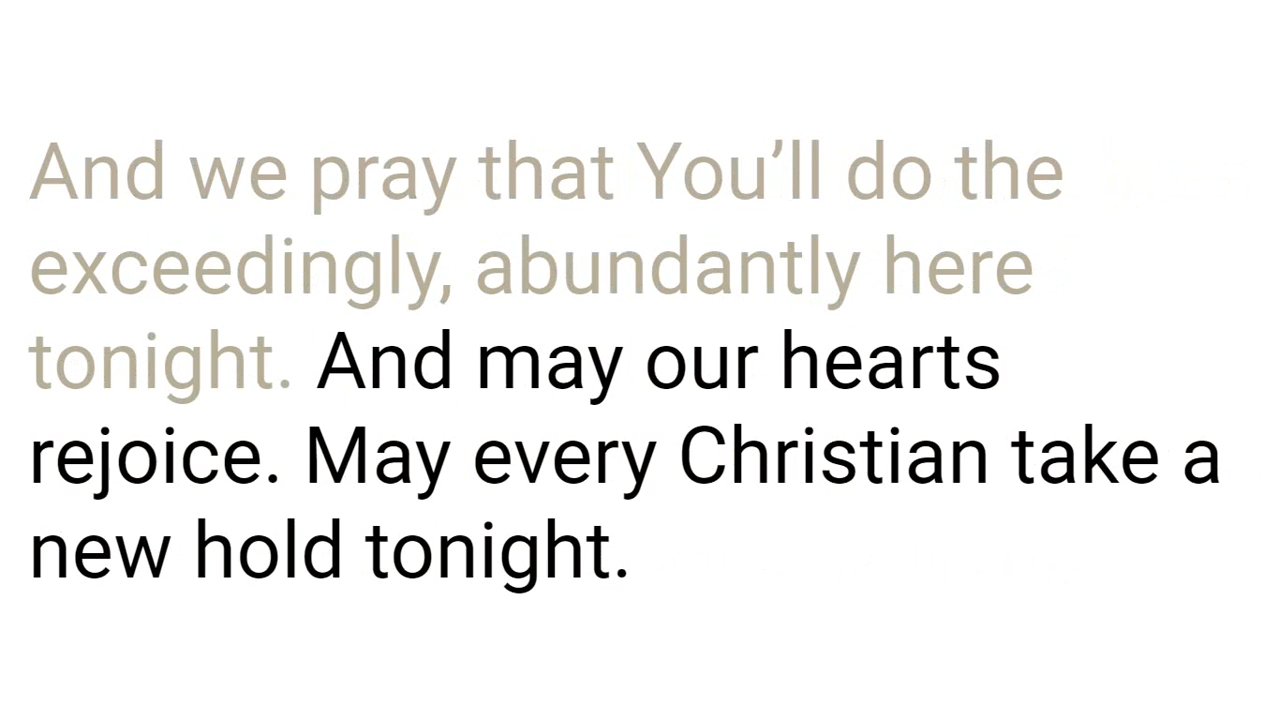 And we pray that You’ll do the
exceedingly, abundantly here
tonight. And may our hearts
rejoice. May every Christian take a
new hold tonight.